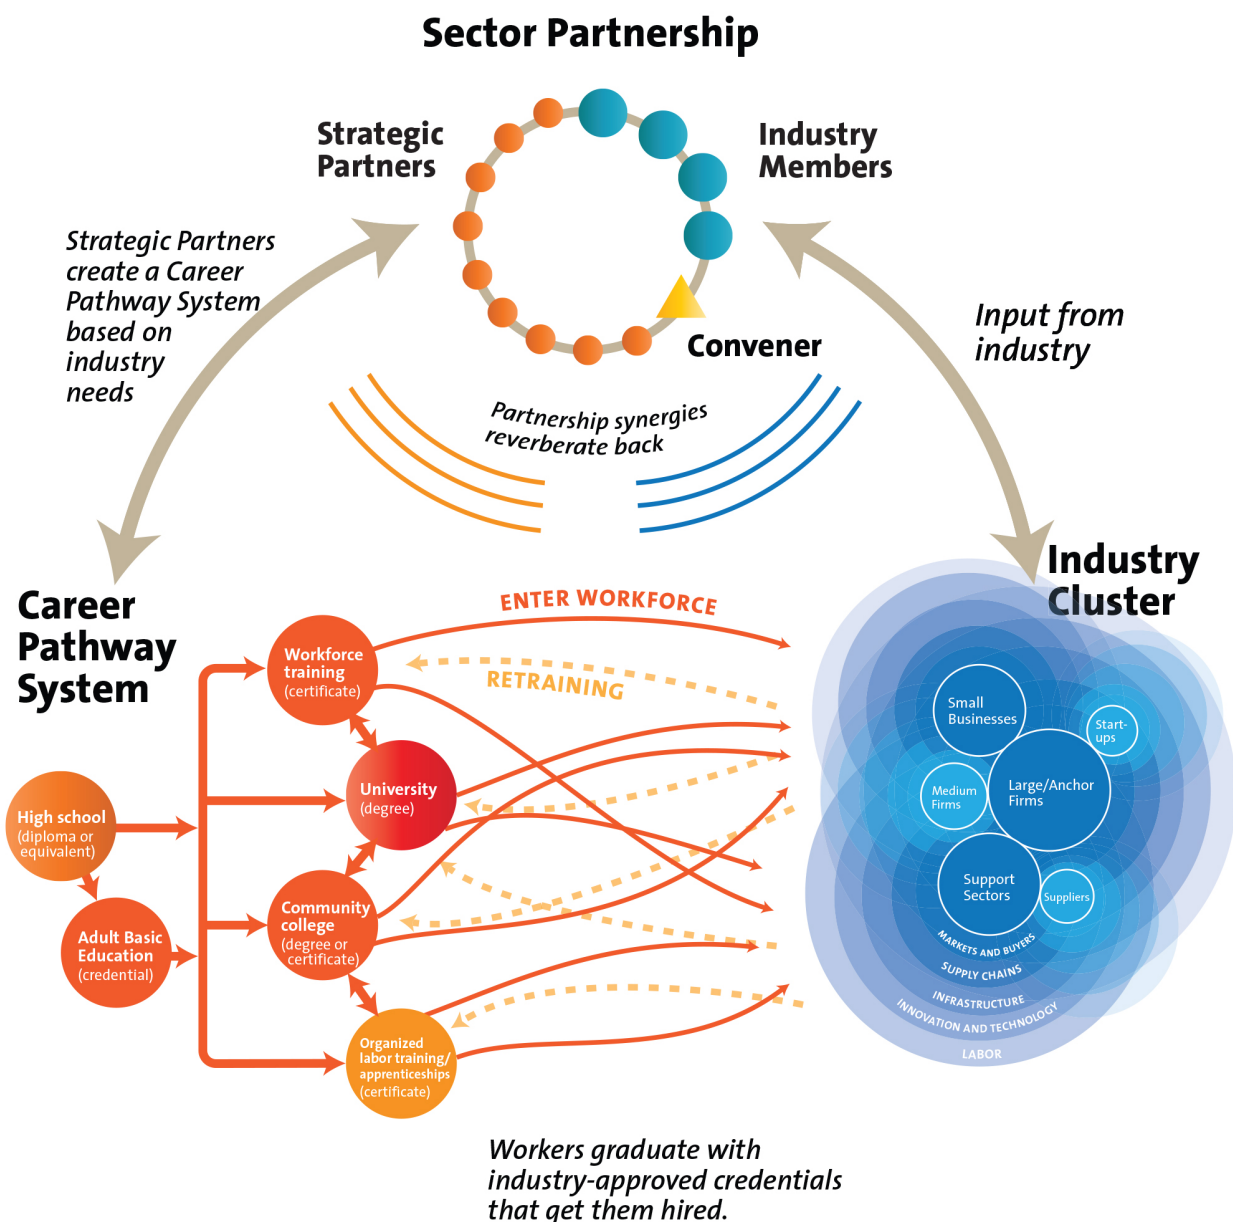 Sector Partnership
Strategic
Partners
Industry
Members
Strategic Partners
create a Career
Pathway System
based on
industry
needs
Convener
Input from
industry
Partnership synergies
reverberate back
Career
Pathway
System
Industry
Cluster
ENTER WORKFORCE
RETRAINING
Workforce
training
(certificate)
University
(degree)
High school
(diploma or
equivalent)
Community
college
(degree or
certificate)
Adult Basic
Education
(credential)
Organized
labor training/
apprenticeships
(certificate)
Small
Businesses
Start-
ups
Medium
Firms
Large/Anchor
Firms
Support
Sectors
Suppliers
MARKETS AND BUYERS
SUPPLY CHAINS
INFRASTRUCTURE
INNOVATION AND TECHNOLOGY
LABOR
Workers graduate with
industry-approved credentials
that get them hired.